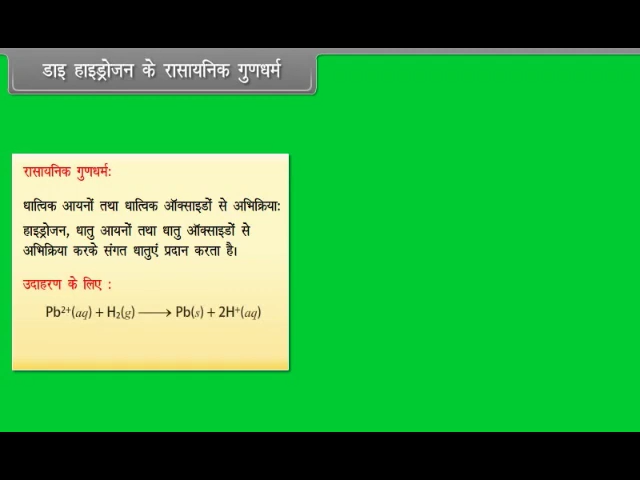 डाइ हाइड्रोजन के रासायनिक गुणधर्म
रासायनिक गुणधर्म:
धात्विक आयनों तथा धात्विक ऑक्साइडों से अभिक्रिया:
हाइड्रोजन, धातु आयनों तथा धातु ऑक्साइडों से
अभिक्रिया करके संगत धातुएं प्रदान करता है।
उदाहरण के लिए :
Pb²⁺(aq) + H₂(g) ⟶ Pb(s) + 2H⁺(aq)